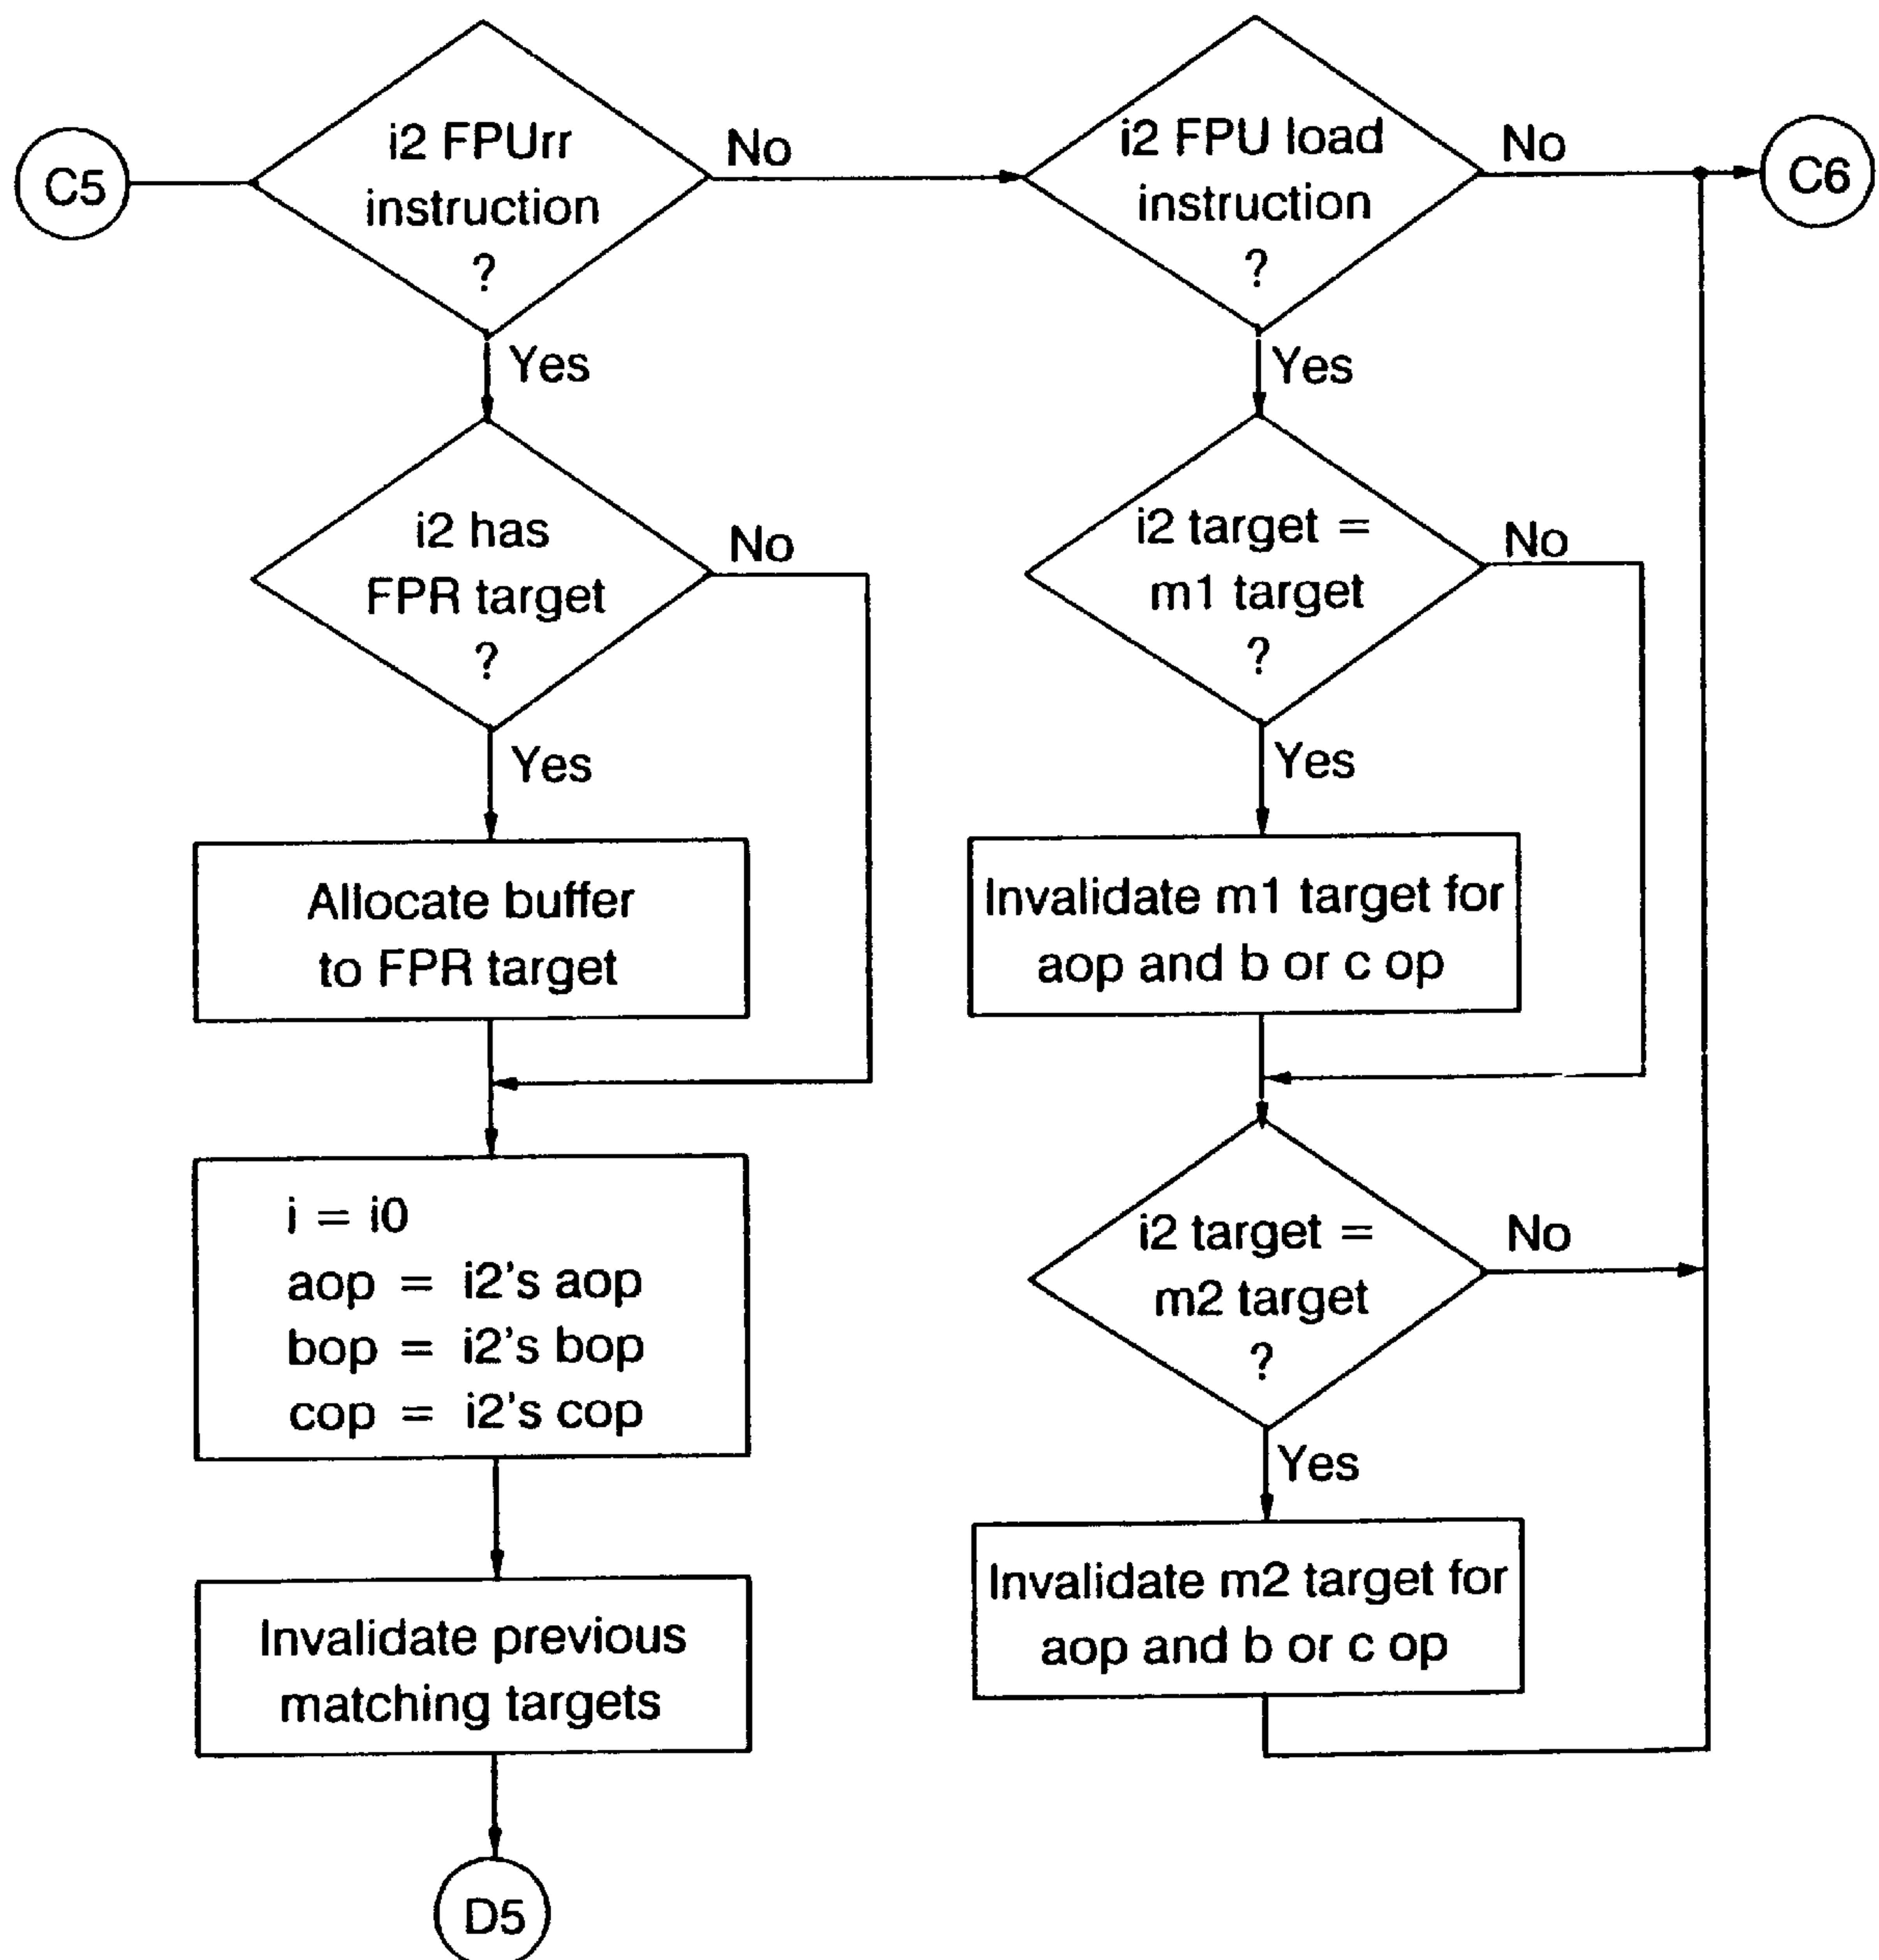 C5
i2 FPUrr
instruction
?
No
Yes
i2 FPU load
instruction
?
No
Yes
C6
i2 has
FPR target
?
No
Yes
Allocate buffer
to FPR target
i = i0
aop = i2's aop
bop = i2's bop
cop = i2's cop
Invalidate previous
matching targets
D5
i2 target =
m1 target
?
No
Yes
Invalidate m1 target for
aop and b or c op
i2 target =
m2 target
?
No
Yes
Invalidate m2 target for
aop and b or c op